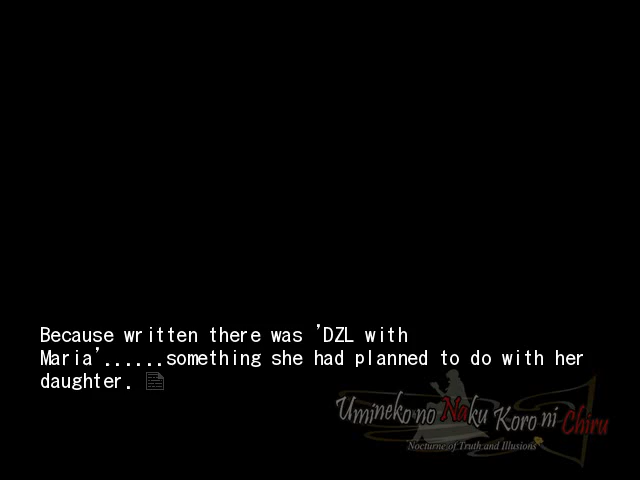 Because written there was 'DZL with
Maria'......something she had planned to do with her
daughter.
Umineko no Naku Koro ni Chiru
Nocturne of Truth and Illusions